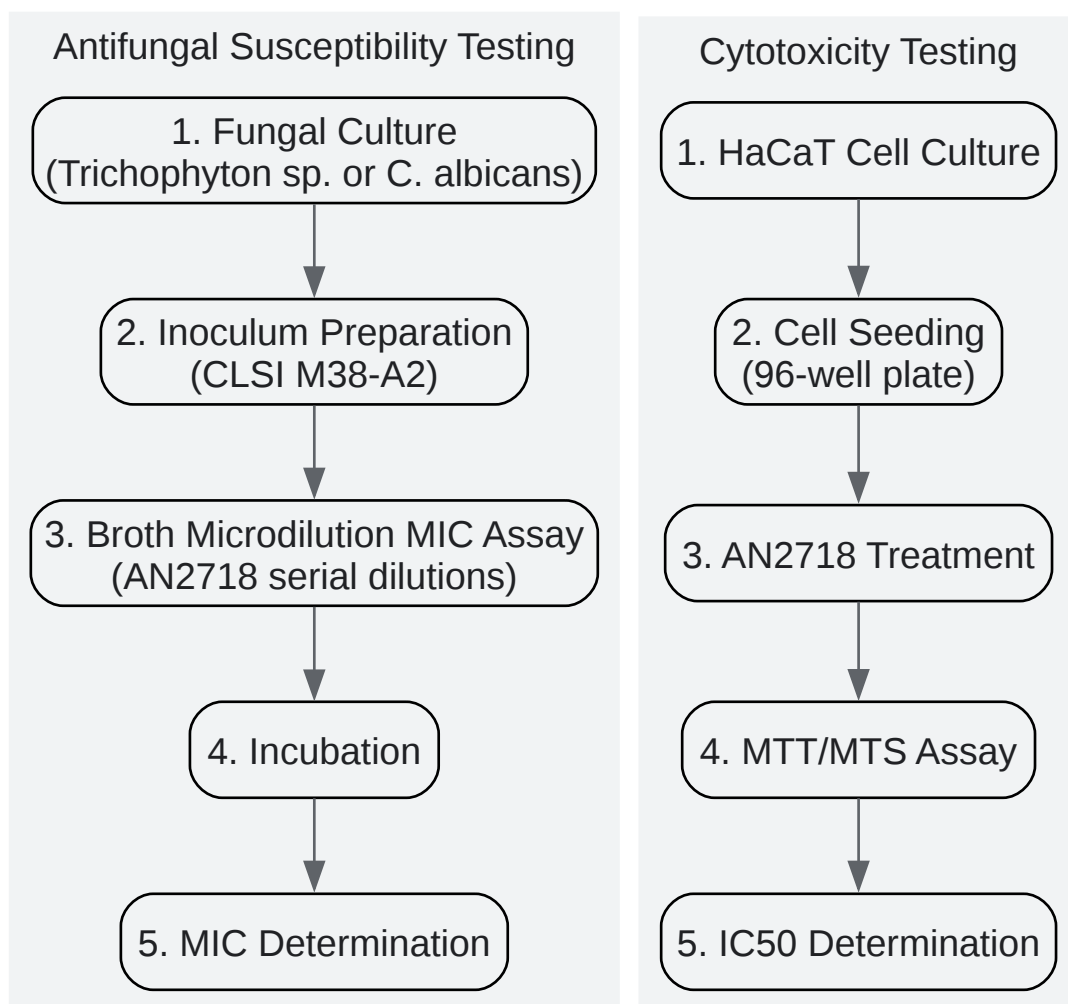 Antifungal Susceptibility Testing
1. Fungal Culture
(Trichophyton sp. or C. albicans)
2. Inoculum Preparation
(CLSI M38-A2)
3. Broth Microdilution MIC Assay
(AN2718 serial dilutions)
4. Incubation
5. MIC Determination
Cytotoxicity Testing
1. HaCaT Cell Culture
2. Cell Seeding
(96-well plate)
3. AN2718 Treatment
4. MTT/MTS Assay
5. IC50 Determination